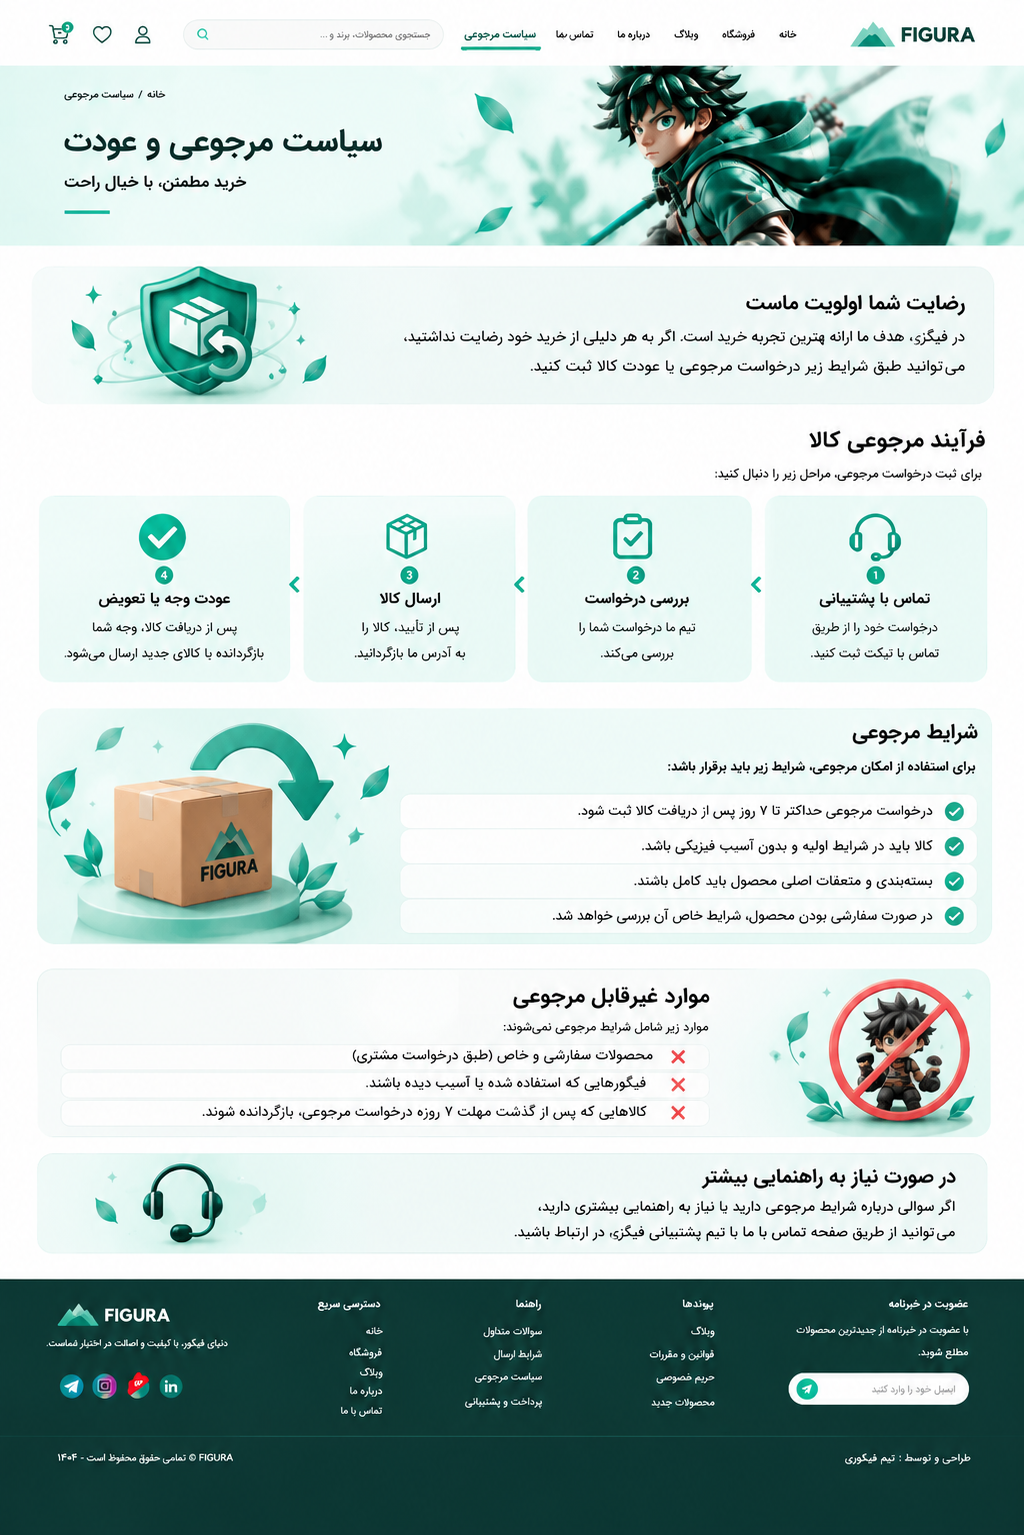 FIGURA
خانه
فروشگاه
وبلاگ
درباره ما
تماس بما
سیاست مرجوعی
جستجوی محصولات، برند و ...
3
خانه / سیاست مرجوعی
سیاست مرجوعی و عودت
خرید مطمئن، با خیال راحت
رضایت شما اولویت ماست
در فیگزی، هدف ما ارائه بهترین تجربه خرید است. اگر به هر دلیلی از خرید خود رضایت نداشتید،
می‌توانید طبق شرایط زیر درخواست مرجوعی یا عودت کالا ثبت کنید.
فرآیند مرجوعی کالا
برای ثبت درخواست مرجوعی، مراحل زیر را دنبال کنید:
1
تماس با پشتیبانی
درخواست خود را از طریق
تماس با تیکت ثبت کنید.
2
بررسی درخواست
تیم ما درخواست شما را
بررسی می‌کند.
3
ارسال کالا
پس از تأیید، کالا را
به آدرس ما بازگردانید.
4
عودت وجه یا تعویض
پس از دریافت کالا، وجه شما
بازگردانده یا کالای جدید ارسال می‌شود.
شرایط مرجوعی
برای استفاده از امکان مرجوعی، شرایط زیر باید برقرار باشد:
درخواست مرجوعی حداکثر تا ۷ روز پس از دریافت کالا ثبت شود.
کالا باید در شرایط اولیه و بدون آسیب فیزیکی باشد.
بسته‌بندی و متعقات اصلی محصول باید کامل باشند.
در صورت سفارشی بودن محصول، شرایط خاص آن بررسی خواهد شد.
FIGURA
موارد غیرقابل مرجوعی
موارد زیر شامل شرایط مرجوعی نمی‌شوند:
محصولات سفارشی و خاص (طبق درخواست مشتری)
فیگورهایی که استفاده شده یا آسیب دیده باشند.
کالاهایی که پس از گذشت مهلت ۷ روزه درخواست مرجوعی، بازگردانده شوند.
در صورت نیاز به راهنمایی بیشتر
اگر سوالی درباره شرایط مرجوعی دارید یا نیاز به راهنمایی بیشتری دارید،
می‌توانید از طریق صفحه تماس با ما با تیم پشتیبانی فیگزی در ارتباط باشید.
عضویت در خبرنامه
با عضویت در خبرنامه از جدیدترین محصولات
مطلع شوید.
ایمیل خود را وارد کنید
پیوندها
وبلاگ
قوانین و مقررات
حریم خصوصی
محصولات جدید
راهنما
سوالات متداول
شرایط ارسال
سیاست مرجوعی
پرداخت و پشتیبانی
دسترسی سریع
خانه
فروشگاه
وبلاگ
درباره ما
تماس با ما
FIGURA
دنیای فیگور، با کیفیت و اصالت در اختیار شماست.
in
طراحی و توسط : تیم فیکوری
FIGURA © تمامی حقوق محفوظ است - ۱۴۰۴